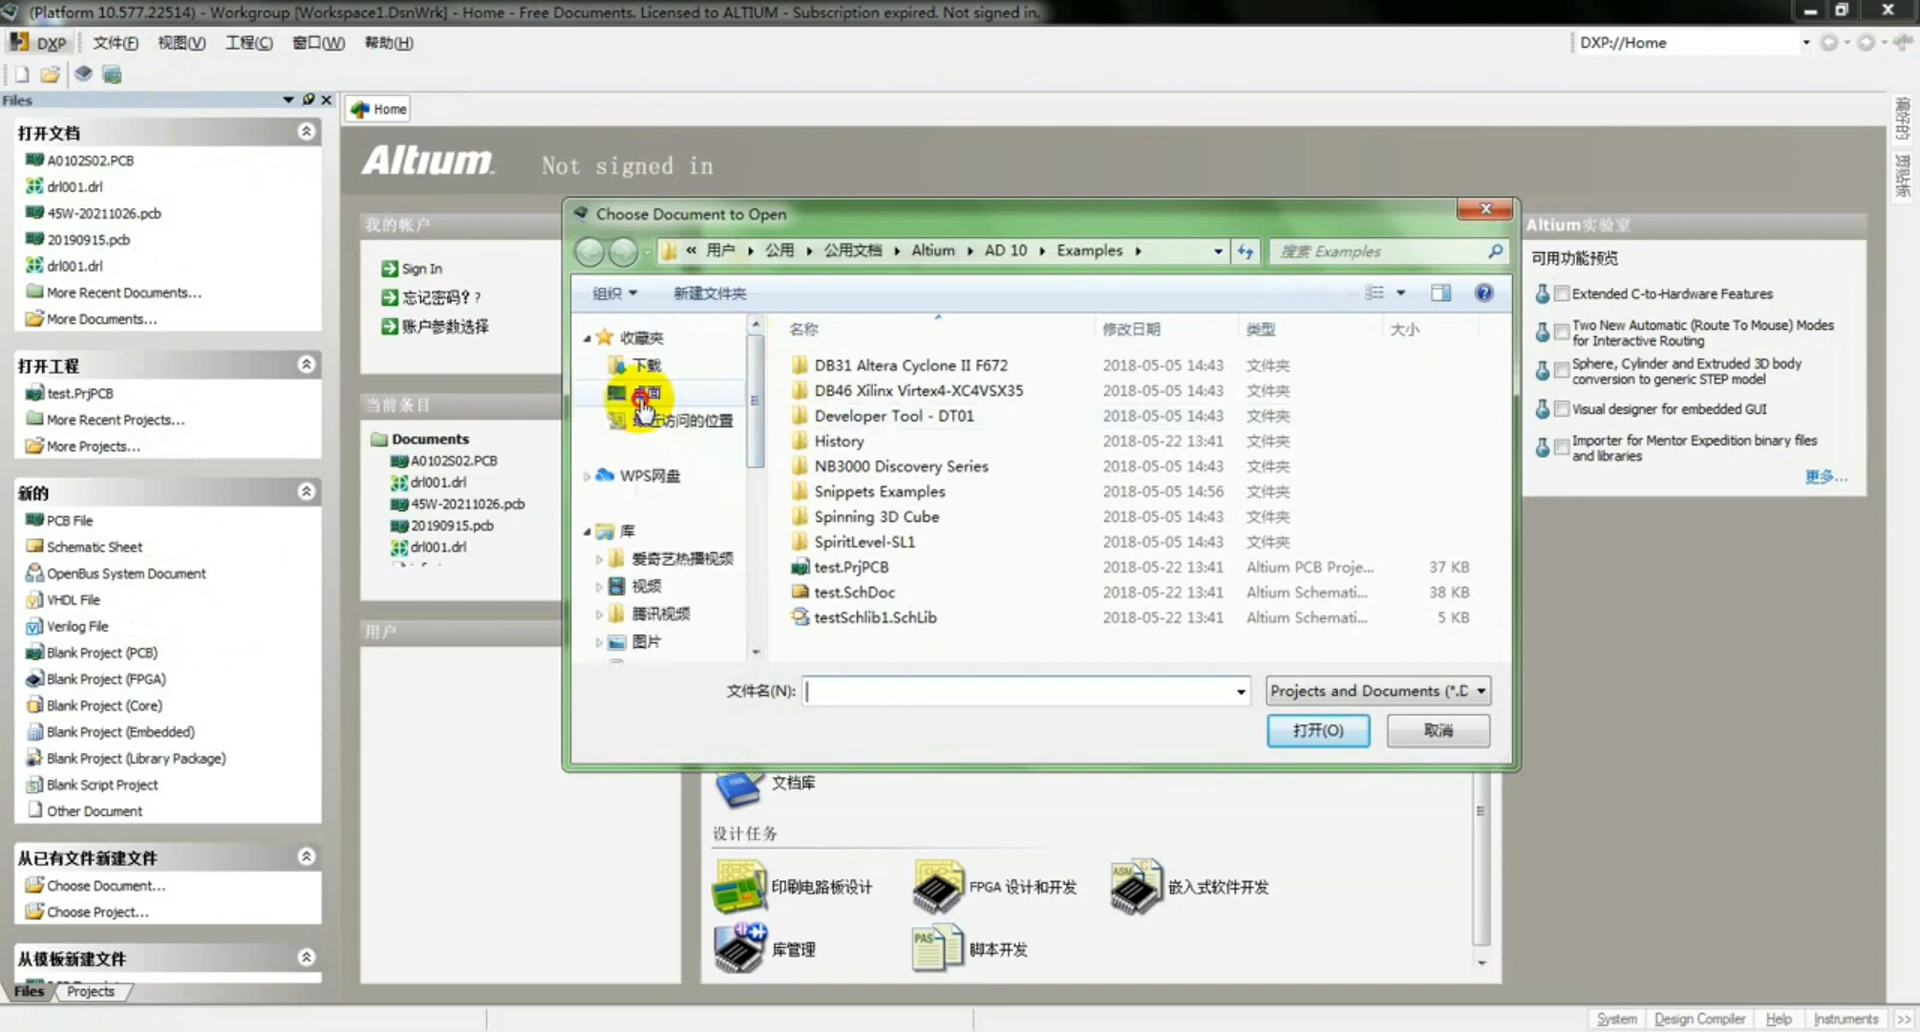 (Platform 10.577.22514) - Workgroup [Workspace1.DsnWrk] - Home - Free Documents. Licensed to ALTIUM - Subscription expired. Not signed in.
DXP 文件(F) 视图(V) 工程(C) 窗口(W) 帮助(H)
DXP://Home
Files
Home
打开文档
A0102S02.PCB
drl001.drl
45W-20211026.pcb
20190915.pcb
drl001.drl
More Recent Documents...
More Documents...
打开工程
test.PrjPCB
More Recent Projects...
More Projects...
新的
PCB File
Schematic Sheet
OpenBus System Document
VHDL File
Verilog File
Blank Project (PCB)
Blank Project (FPGA)
Blank Project (Core)
Blank Project (Embedded)
Blank Project (Library Package)
Blank Script Project
Other Document
从已有文件新建文件
Choose Document...
Choose Project...
从模板新建文件
Files Projects
Altium
Not signed in
我的帐户
Sign In
忘记密码? ?
账户参数选择
当前条目
Documents
A0102S02.PCB
drl001.drl
45W-20211026.pcb
20190915.pcb
drl001.drl
用户
Choose Document to Open
« 用户 公用 公用文档 Altium AD 10 Examples
搜索 Examples
组织 新建文件夹
收藏夹
下载
桌面
最近访问的位置
WPS网盘
库
爱奇艺热播视频
视频
腾讯视频
图片
名称 修改日期 类型 大小
DB31 Altera Cyclone II F672 2018-05-05 14:43 文件夹
DB46 Xilinx Virtex4-XC4VSX35 2018-05-05 14:43 文件夹
Developer Tool - DT01 2018-05-05 14:43 文件夹
History 2018-05-22 13:41 文件夹
NB3000 Discovery Series 2018-05-05 14:43 文件夹
Snippets Examples 2018-05-05 14:56 文件夹
Spinning 3D Cube 2018-05-05 14:43 文件夹
SpiritLevel-SL1 2018-05-05 14:43 文件夹
test.PrjPCB 2018-05-22 13:41 Altium PCB Proje... 37 KB
test.SchDoc 2018-05-22 13:41 Altium Schemati... 38 KB
testSchlib1.SchLib 2018-05-22 13:41 Altium Schemati... 5 KB
文件名(N):
Projects and Documents (*.D
打开(O) 取消
文档库
设计任务
印刷电路板设计 FPGA 设计和开发 嵌入式软件开发
库管理 脚本开发
Altium实验室
可用功能预览
Extended C-to-Hardware Features
Two New Automatic (Route To Mouse) Modes
for Interactive Routing
Sphere, Cylinder and Extruded 3D body
conversion to generic STEP model
Visual designer for embedded GUI
Importer for Mentor Expedition binary files
and libraries
更多...
偏好的
剪贴板
System Design Compiler Help Instruments >>